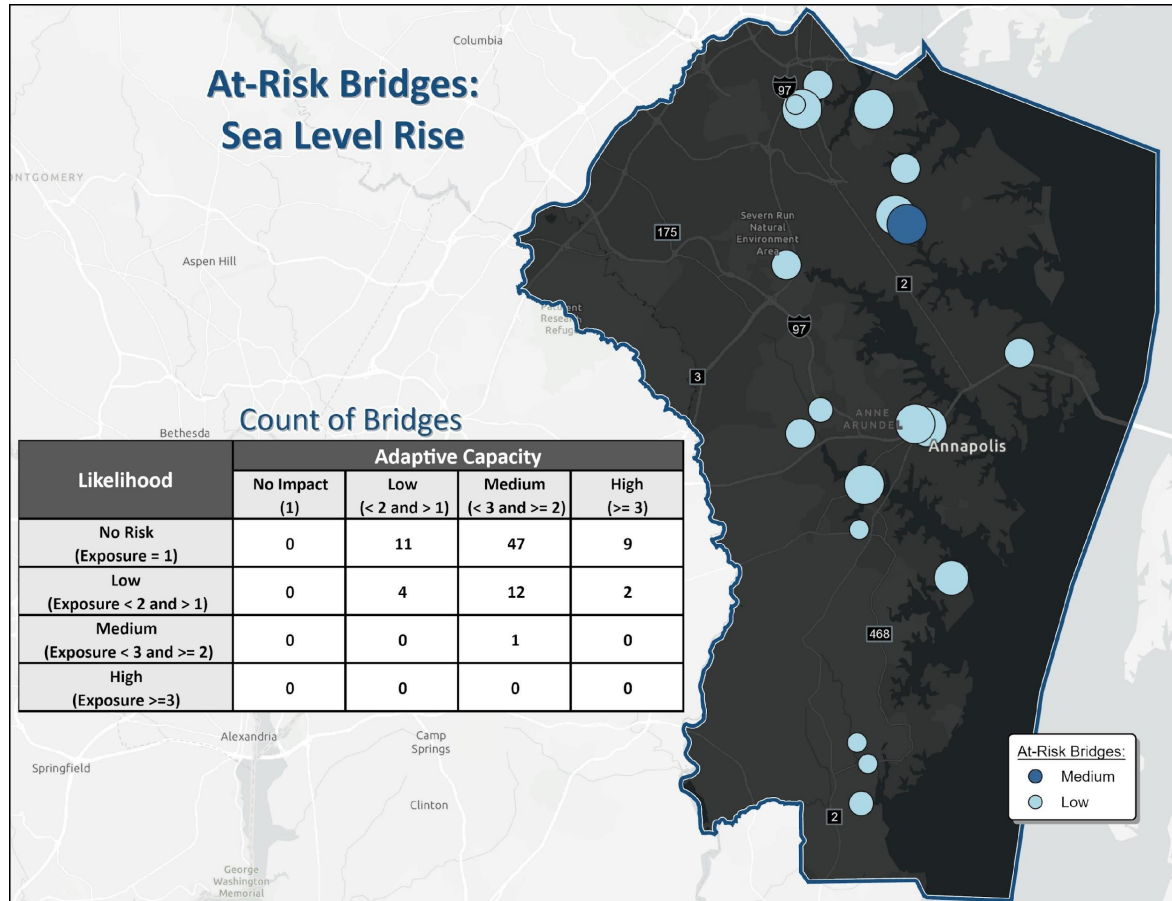 Columbia
At-Risk Bridges:
Sea Level Rise
97
Severn Run
Natural
Environment
Area
175
Aspen Hill
2
Research
97
3
ANNE
ARUNDEL
Annapolis
Bethesda
Count of Bridges
Likelihood
Adaptive Capacity
No Impact
(1)
Low
(< 2 and > 1)
Medium
(< 3 and >= 2)
High
(>= 3)
No Risk
(Exposure = 1)
0
11
47
9
Low
(Exposure < 2 and > 1)
0
4
12
2
Medium
(Exposure < 3 and >= 2)
0
0
1
0
High
(Exposure >=3)
0
0
0
0
468
Alexandria
Camp
Springs
Springfield
Clinton
2
George
Washington
Memorial
At-Risk Bridges:
Medium
Low